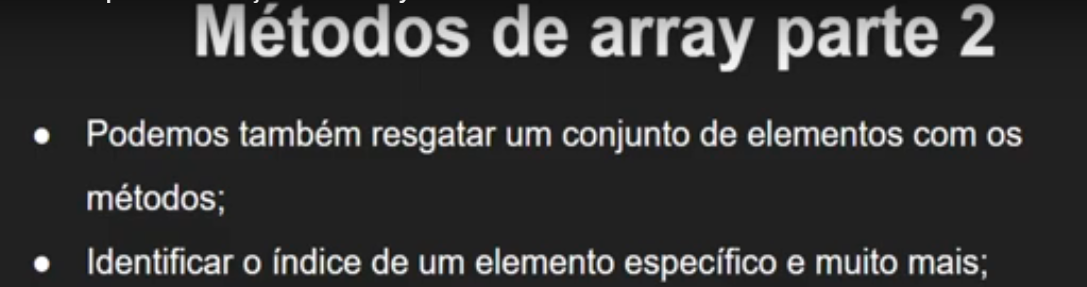 Métodos de array parte 2
● Podemos também resgatar um conjunto de elementos com os
métodos;
● Identificar o índice de um elemento específico e muito mais;